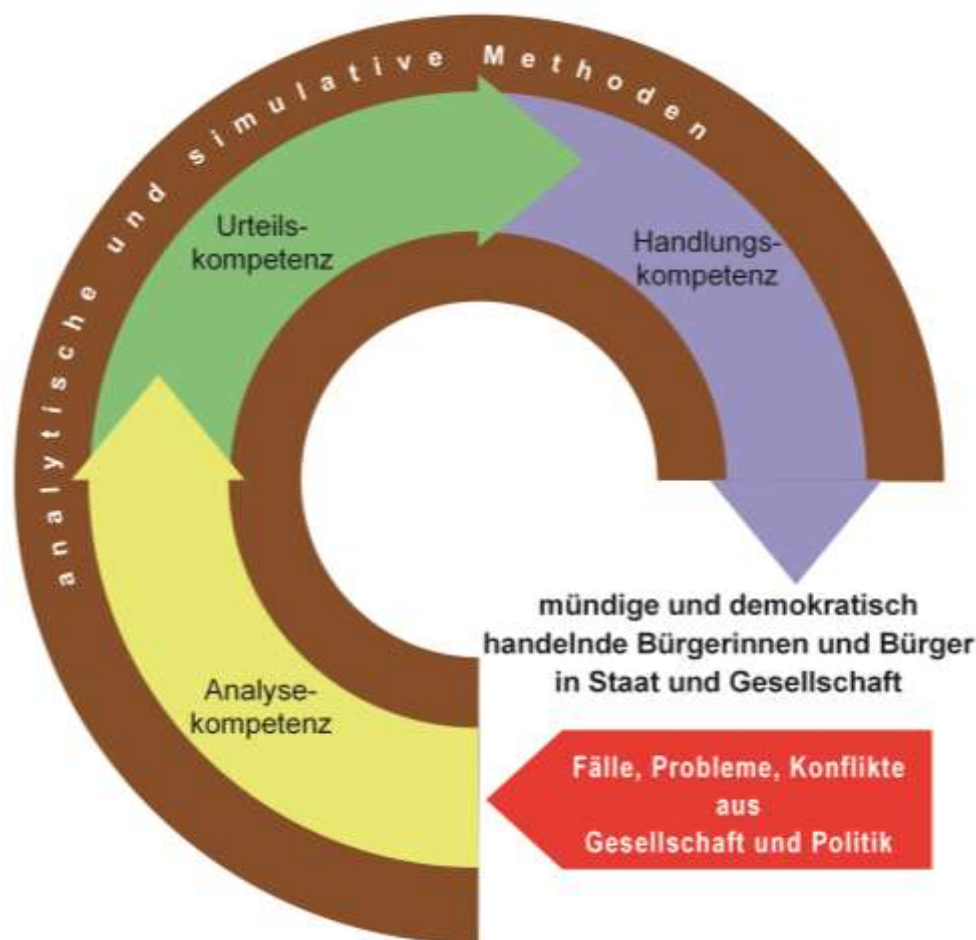 analytische und simulative Methoden
Urteils-
kompetenz
Handlungs-
kompetenz
Analyse-
kompetenz
mündige und demokratisch
handelnde Bürgerinnen und Bürger
in Staat und Gesellschaft
Fälle, Probleme, Konflikte
aus
Gesellschaft und Politik